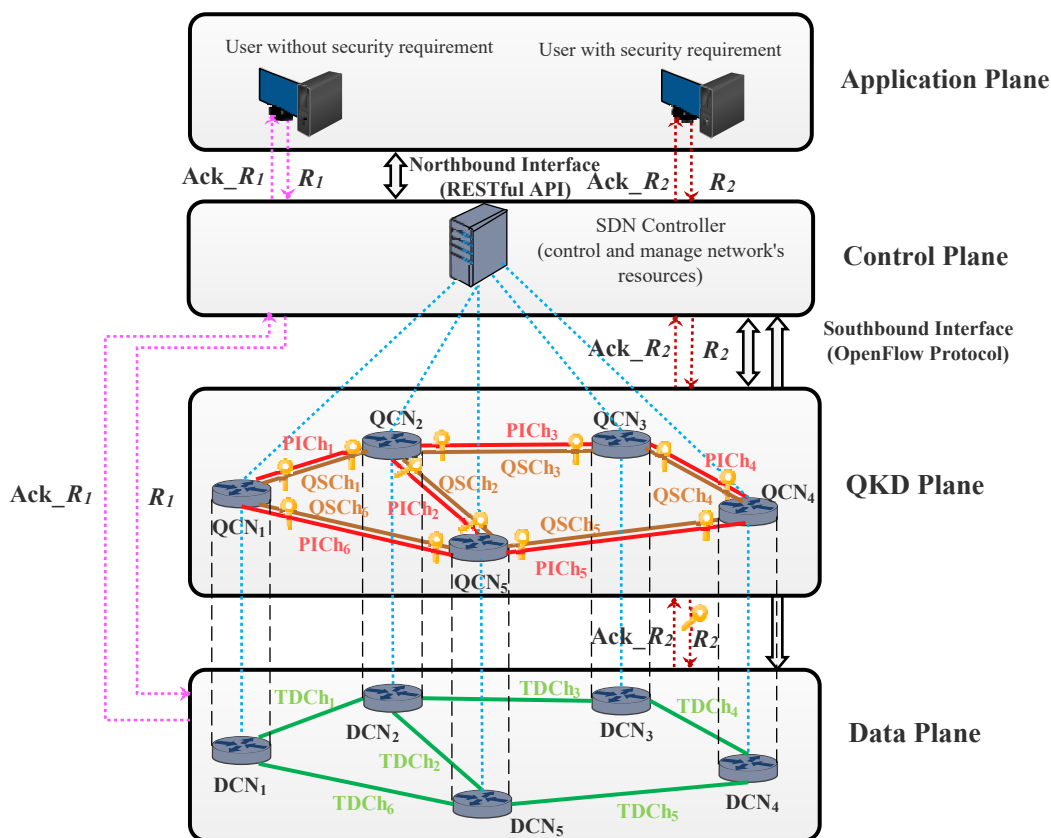 User without security requirement
User with security requirement
Application Plane
Ack_R1
R1
Northbound Interface
(RESTful API)
Ack_R2
R2
SDN Controller
(control and manage network's
resources)
Control Plane
Ack_R2
R2
Southbound Interface
(OpenFlow Protocol)
QCN2
QCN3
PICh1
PICh3
PICh4
QSCh1
QSCh2
QSCh3
QSCh4
QCN4
QKD Plane
Ack_R1
R1
QCN1
QSCh6
PICh2
QSCh5
PICh6
PICh5
QCN5
Ack_R2
R2
TDCh1
TDCh3
TDCh4
DCN2
DCN3
Data Plane
TDCh2
DCN1
TDCh6
TDCh5
DCN4
DCN5